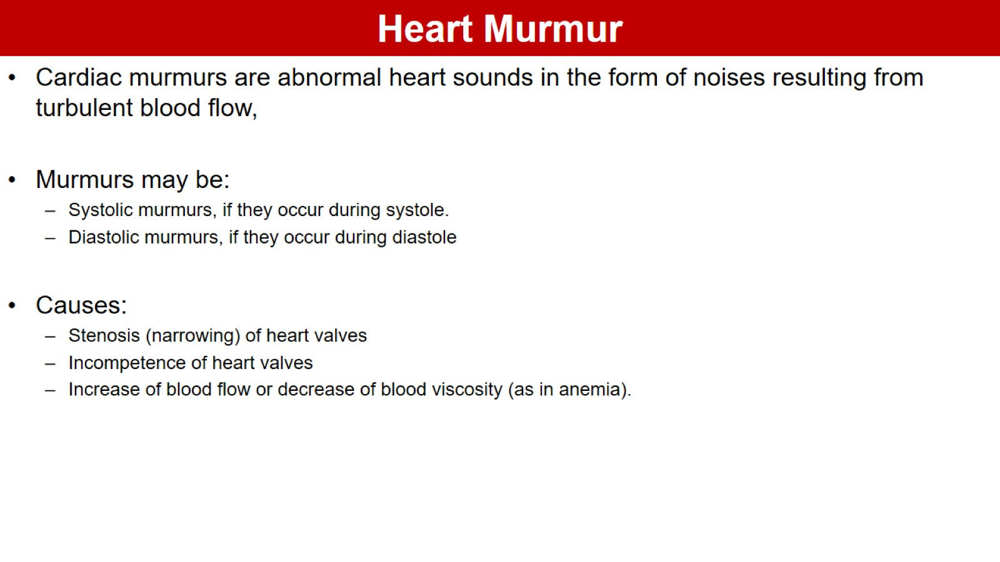 Heart Murmur
• Cardiac murmurs are abnormal heart sounds in the form of noises resulting from
turbulent blood flow,
• Murmurs may be:
– Systolic murmurs, if they occur during systole.
– Diastolic murmurs, if they occur during diastole
• Causes:
– Stenosis (narrowing) of heart valves
– Incompetence of heart valves
– Increase of blood flow or decrease of blood viscosity (as in anemia).